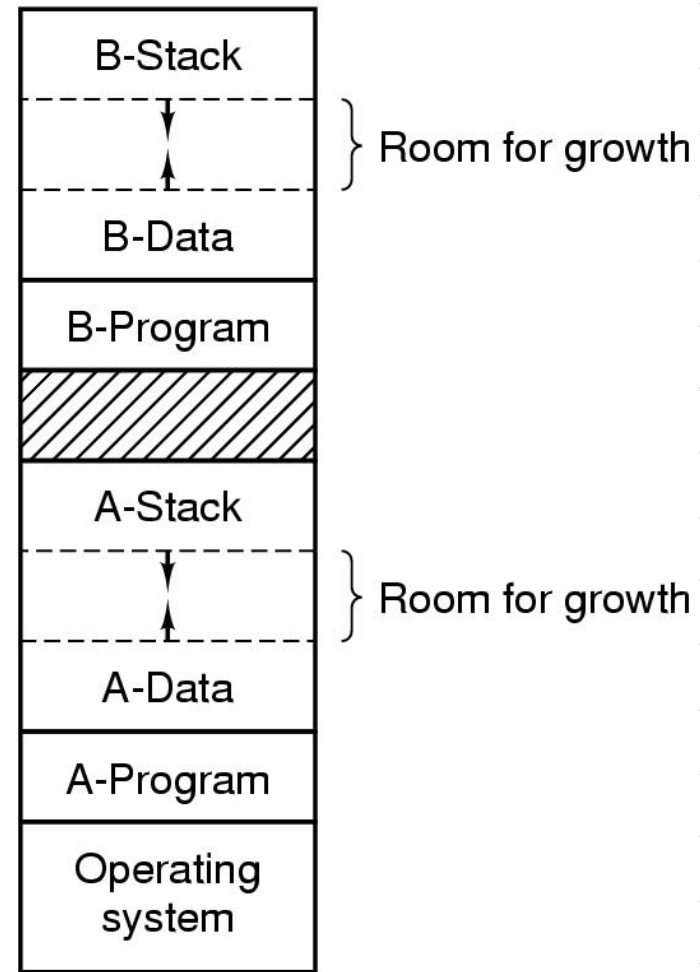 B-Stack
Room for growth
B-Data
B-Program
A-Stack
Room for growth
A-Data
A-Program
Operating
system